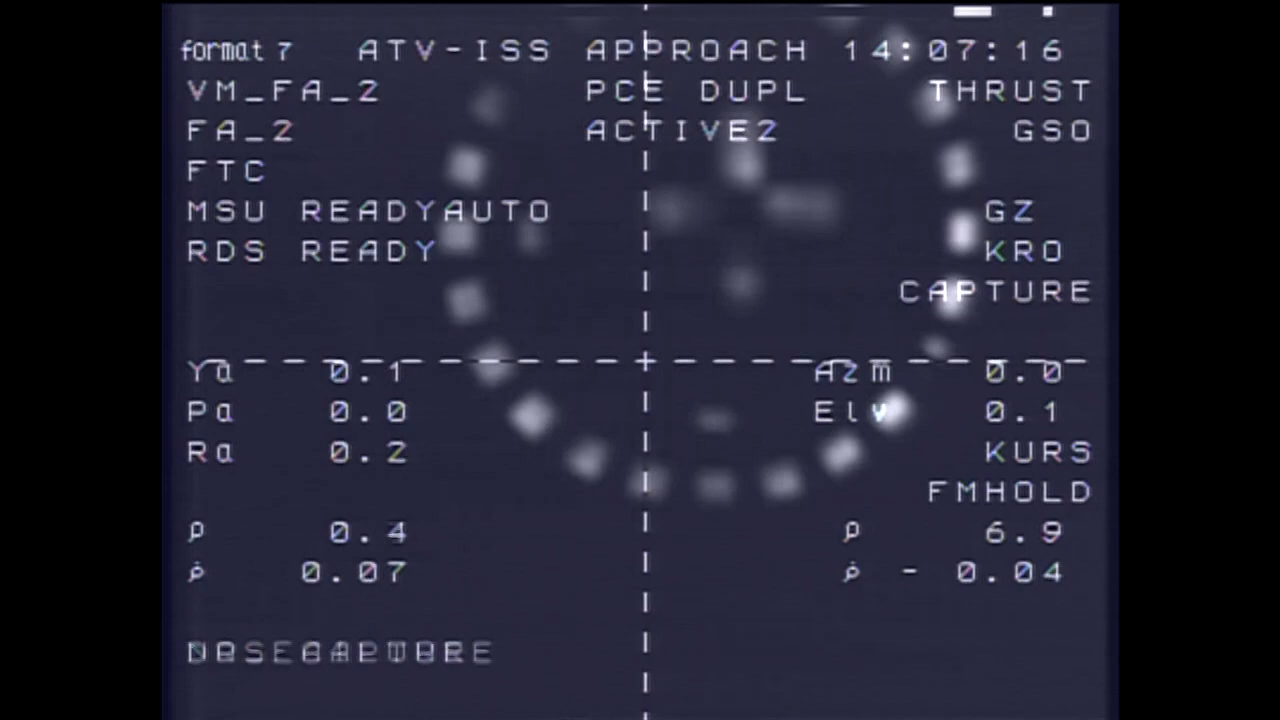 format 7 ATV-ISS APPROACH 14:07:16
VM_FA_2 PCE DUPL THRUST
FA_2 ACTIVE2 GSO
FTC
MSU READYAUTO GZ
RDS READY KRO
CAPTURE
Ya 0.1 Azm 0.0
Pa 0.0 Elv 0.1
Ra 0.2 KURS
FMHOLD
ρ 0.4 ρ 6.9
ρ̇ 0.07 ρ̇ - 0.04